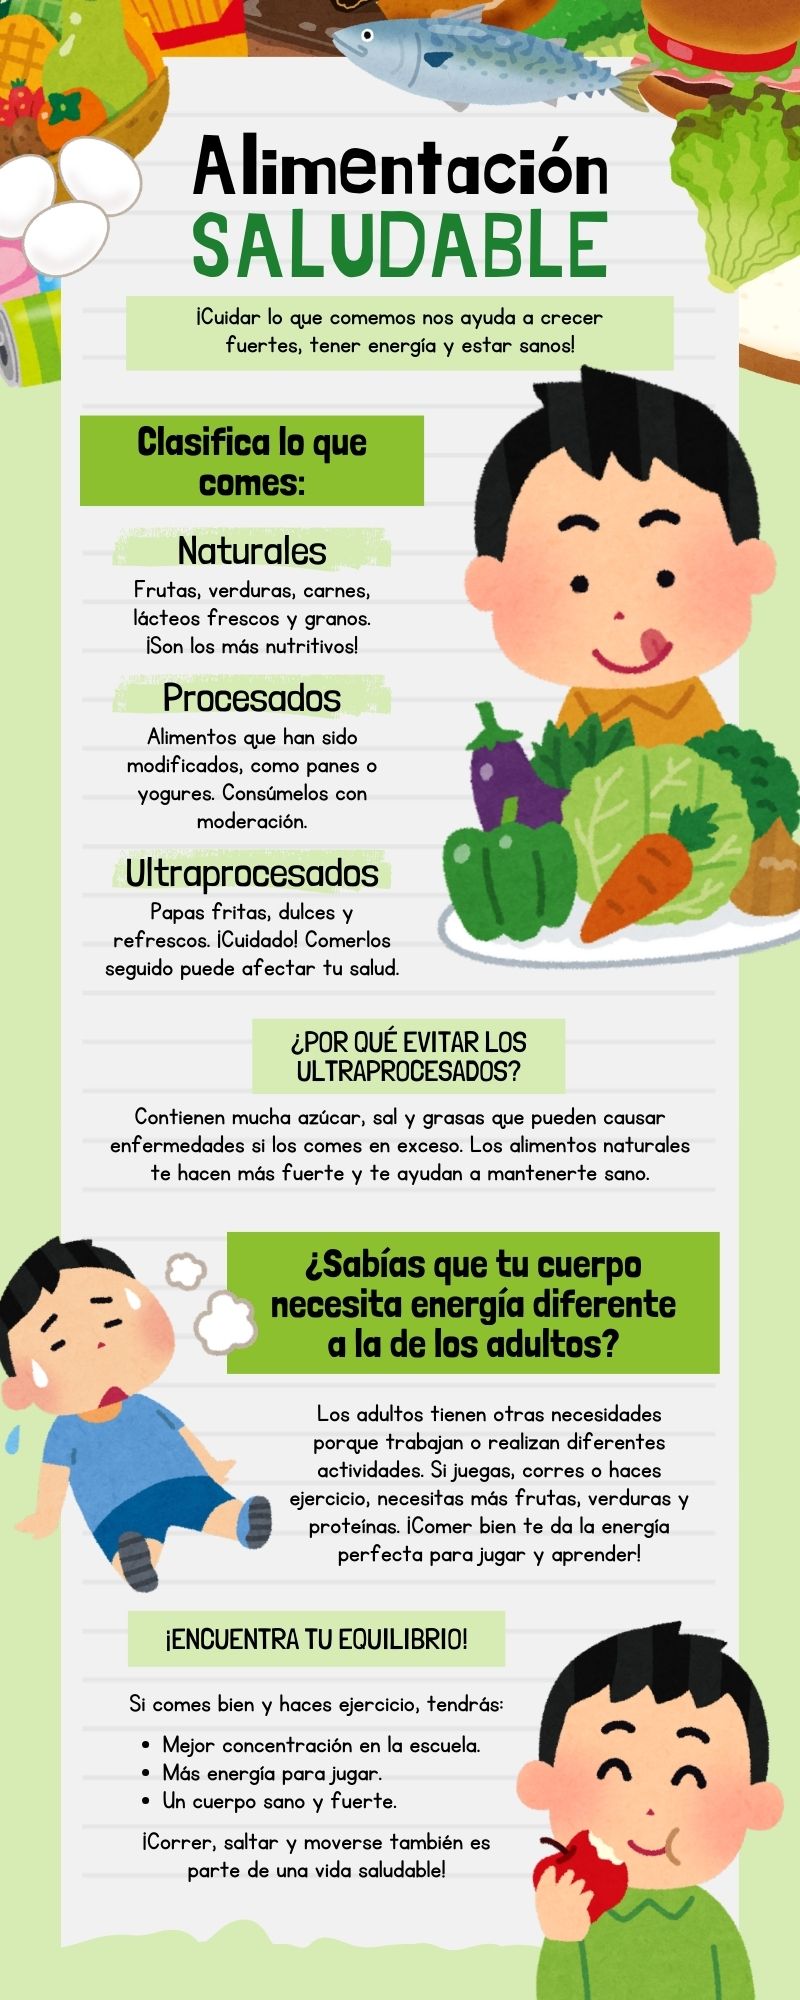 Alimentación
SALUDABLE
¡Cuidar lo que comemos nos ayuda a crecer
fuertes, tener energía y estar sanos!
Clasifica lo que
comes:
Naturales
Frutas, verduras, carnes,
lácteos frescos y granos.
¡Son los más nutritivos!
Procesados
Alimentos que han sido
modificados, como panes o
yogures. Consúmelos con
moderación.
Ultraprocesados
Papas fritas, dulces y
refrescos. ¡Cuidado! Comerlos
seguido puede afectar tu salud.
¿POR QUÉ EVITAR LOS
ULTRAPROCESADOS?
Contienen mucha azúcar, sal y grasas que pueden causar
enfermedades si los comes en exceso. Los alimentos naturales
te hacen más fuerte y te ayudan a mantenerte sano.
¿Sabías que tu cuerpo
necesita energía diferente
a la de los adultos?
Los adultos tienen otras necesidades
porque trabajan o realizan diferentes
actividades. Si juegas, corres o haces
ejercicio, necesitas más frutas, verduras y
proteínas. ¡Comer bien te da la energía
perfecta para jugar y aprender!
¡ENCUENTRA TU EQUILIBRIO!
Si comes bien y haces ejercicio, tendrás:
• Mejor concentración en la escuela.
• Más energía para jugar.
• Un cuerpo sano y fuerte.
¡Correr, saltar y moverse también es
parte de una vida saludable!